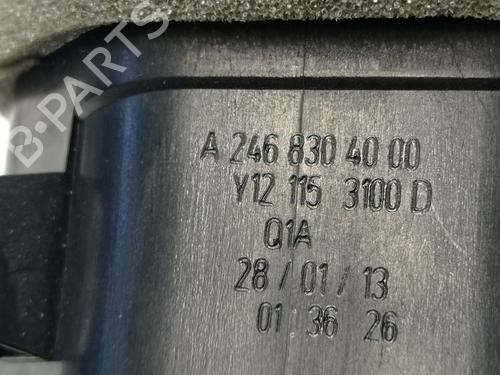 B-PARTS
A 246 830 40 00
Y12 115 3100 D
Q1A
28/01/13
01 36 26